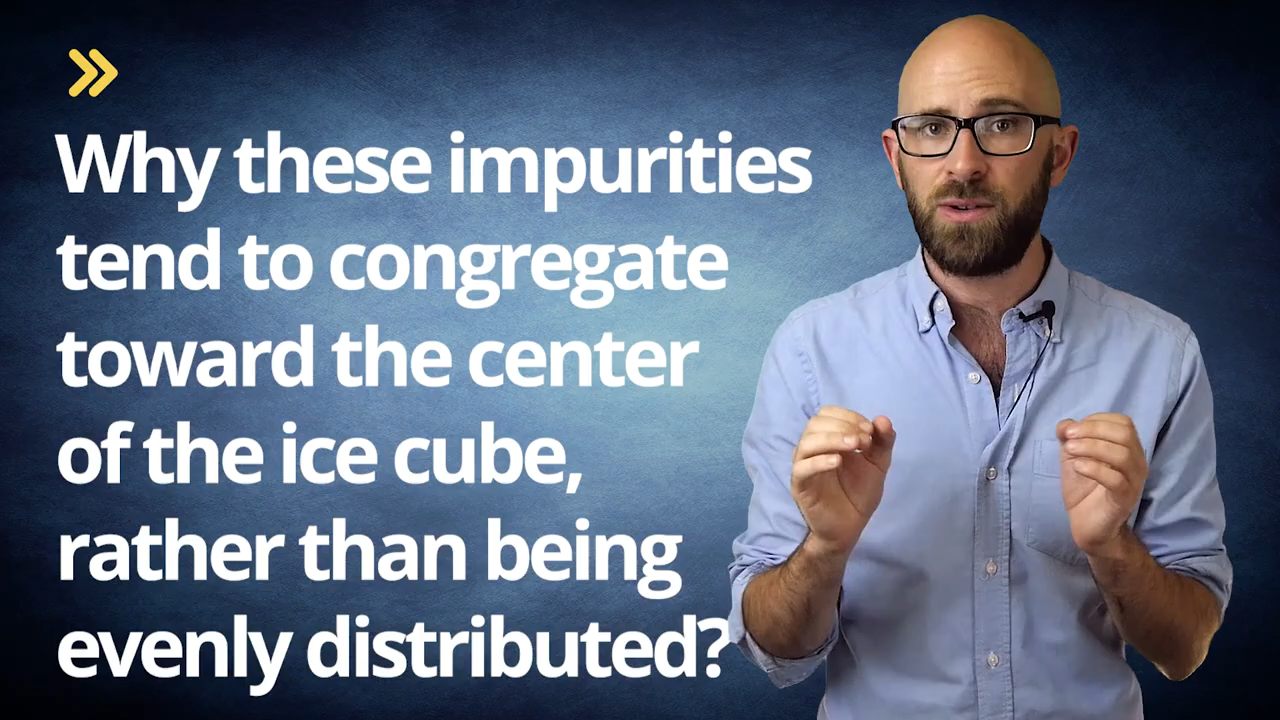 Why these impurities
tend to congregate
toward the center
of the ice cube,
rather than being
evenly distributed?